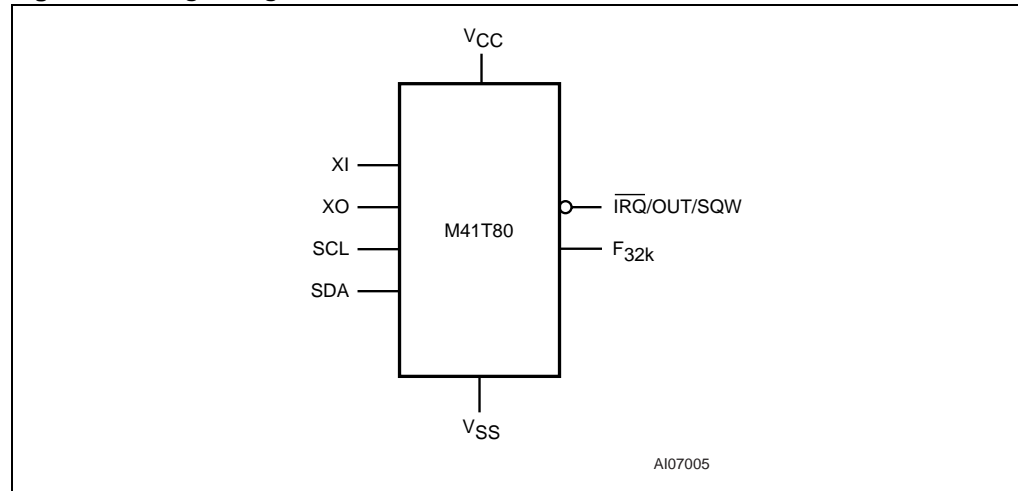 VCC
XI
XO
SCL
SDA
M41T80
IRQ/OUT/SQW
F32k
VSS
AI07005